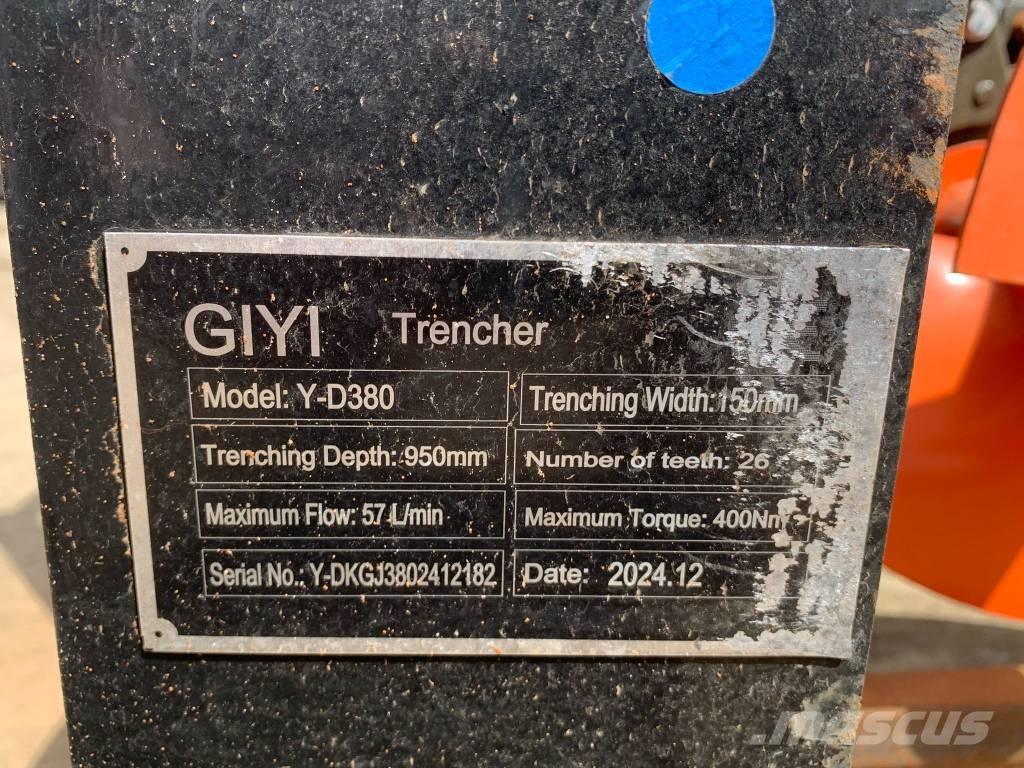 GIYI Trencher
Model: Y-D380 Trenching Width: 150mm
Trenching Depth: 950mm Number of teeth: 26
Maximum Flow: 57 L/min Maximum Torque: 400Nm
Serial No.: Y-DKGJ3802412182 Date: 2024.12
MASCUS